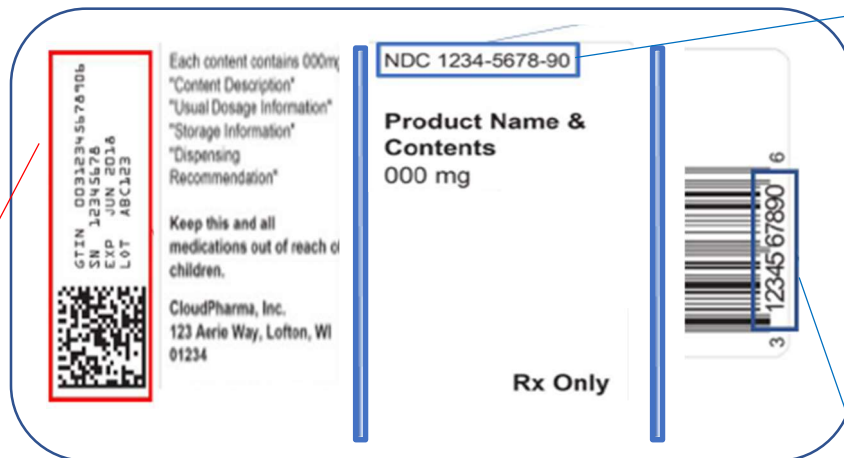 GTIN 00312345678906
SN 12345678
EXP JUN 2016
LOT ABC123
Each content contains 000mg
"Content Description"
"Usual Dosage Information"
"Storage Information"
"Dispensing
Recommendation"
Keep this and all
medications out of reach of
children.
CloudPharma, Inc.
123 Aerie Way, Lofton, WI
01234
NDC 1234-5678-90
Product Name &
Contents
000 mg
Rx Only
3 12345 67890 6